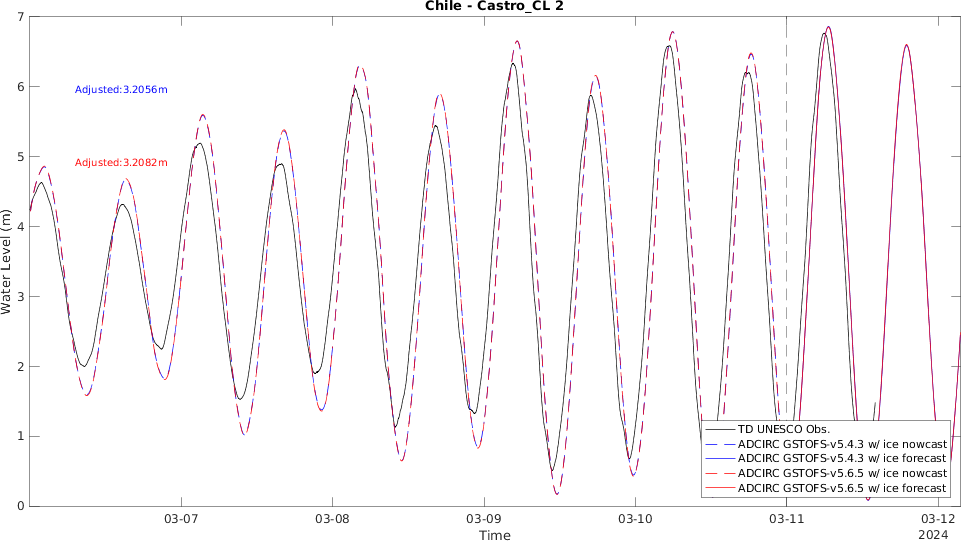 Chile - Castro_CL 2
7
6
5
4
3
2
1
0
Water Level (m)
Adjusted:3.2056m
Adjusted:3.2082m
TD UNESCO Obs.
ADCIRC GSTOFS-v5.4.3 w/ ice nowcast
ADCIRC GSTOFS-v5.4.3 w/ ice forecast
ADCIRC GSTOFS-v5.6.5 w/ ice nowcast
ADCIRC GSTOFS-v5.6.5 w/ ice forecast
03-07 03-08 03-09 03-10 03-11 03-12
Time 2024